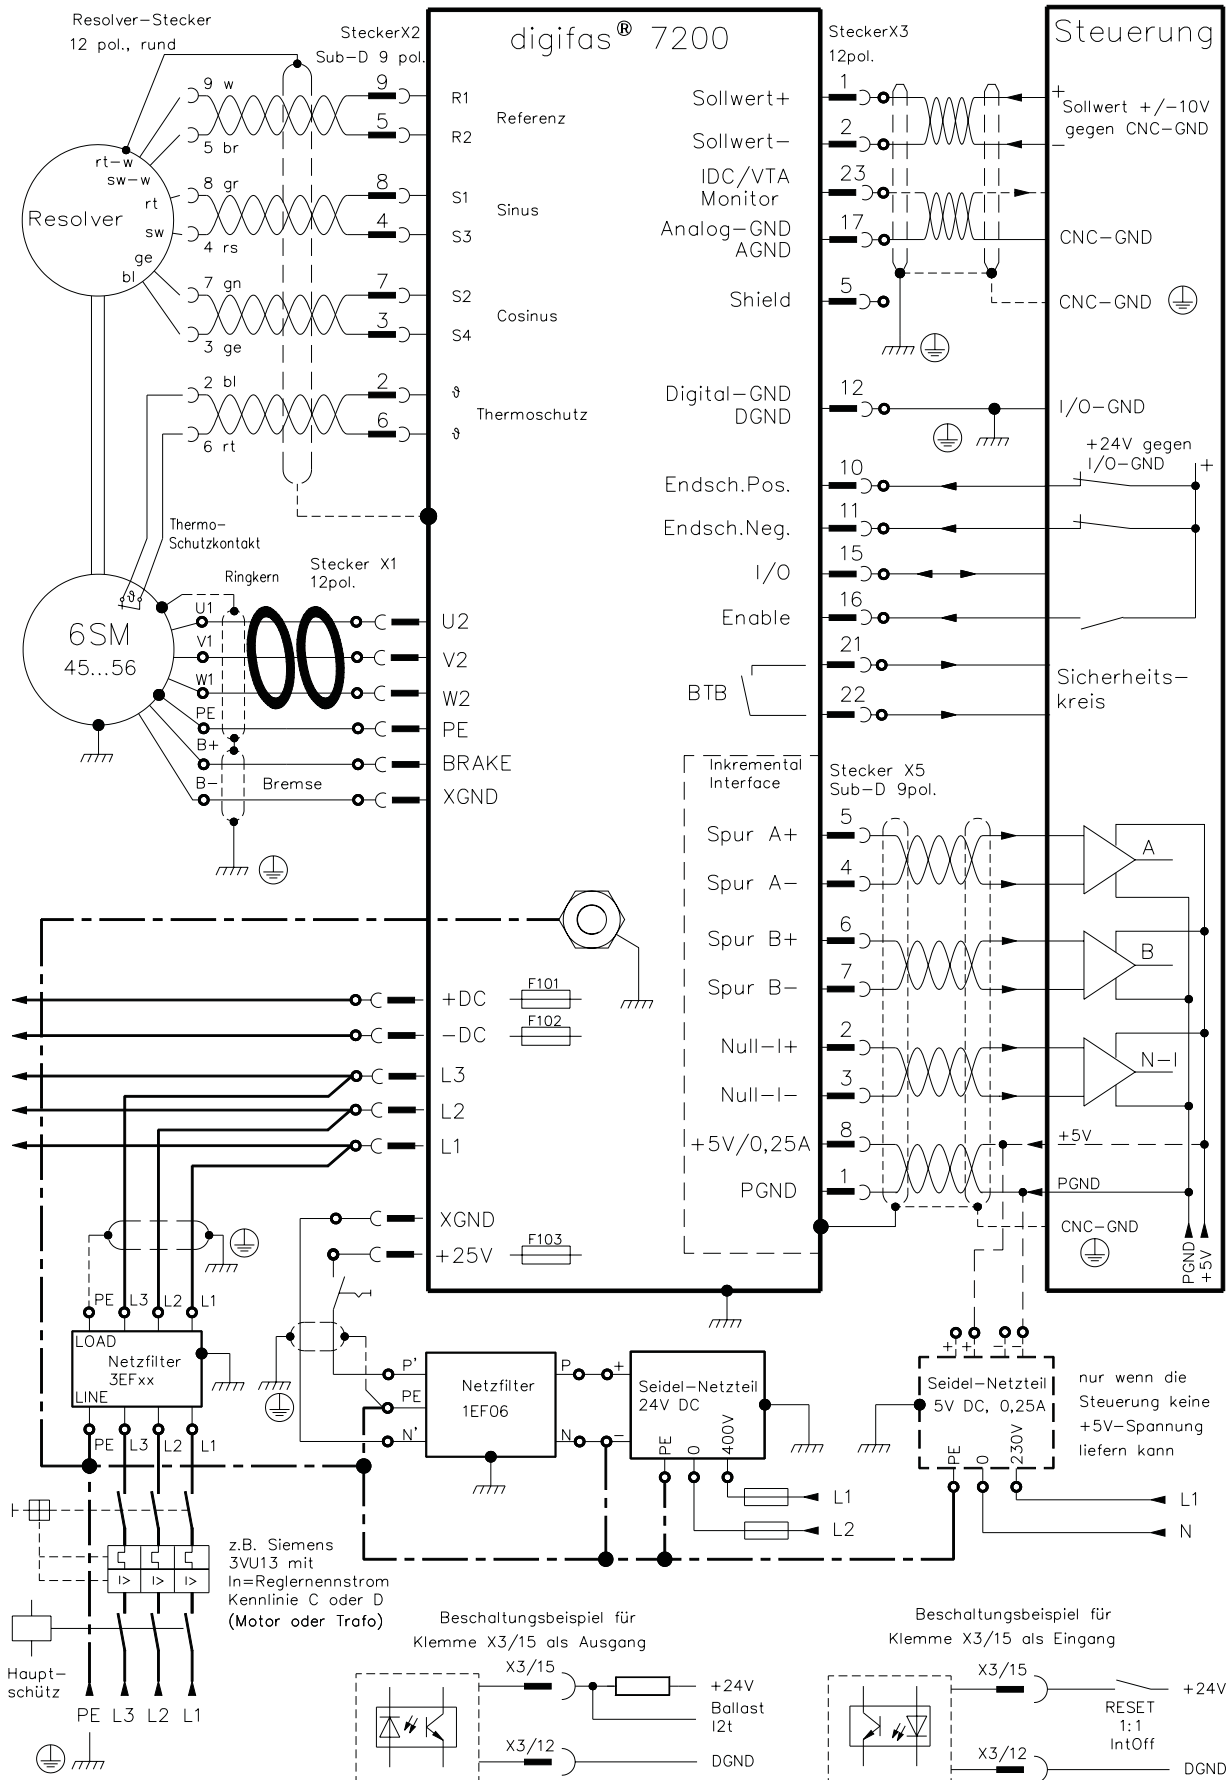 Resolver-Stecker
12 pol., rund
SteckerX2
Sub-D 9 pol.
digifas® 7200
SteckerX3
12pol.
Steuerung
9 w
9
R1
Referenz
5 br
5
R2
Resolver
rt-w
sw-w
rt
sw
ge
bl
8 gr
8
S1
Sinus
4 rs
4
S3
7 gn
7
S2
Cosinus
3 ge
3
S4
2 bl
2
ϑ
Thermoschutz
6 rt
6
ϑ
Sollwert+
1
+
Sollwert +/-10V
gegen CNC-GND
Sollwert-
2
-
IDC/VTA
Monitor
23
Analog-GND
AGND
17
CNC-GND
Shield
5
CNC-GND
Digital-GND
DGND
12
I/O-GND
+24V gegen
I/O-GND
+
Endsch.Pos.
10
Endsch.Neg.
11
I/O
15
Enable
16
BTB
21
22
Sicherheits-
kreis
Thermo-
Schutzkontakt
Ringkern
Stecker X1
12pol.
6SM
45...56
ϑ
U1
U2
V1
V2
W1
W2
PE
PE
B+
BRAKE
B-
Bremse
XGND
Inkremental
Interface
Stecker X5
Sub-D 9pol.
Spur A+
5
A
Spur A-
4
Spur B+
6
B
Spur B-
7
Null-I+
2
N-I
Null-I-
3
+5V/0,25A
8
+5V
PGND
1
PGND
CNC-GND
PGND
+5V
+DC
F101
-DC
F102
L3
L2
L1
XGND
+25V
F103
PE L3 L2 L1
LOAD
Netzfilter
3EFxx
LINE
PE L3 L2 L1
P'
PE
N'
Netzfilter
1EF06
P
N
+
-
Seidel-Netzteil
24V DC
PE
0
400V
L1
L2
+ + - -
Seidel-Netzteil
5V DC, 0,25A
PE
0
230V
L1
N
nur wenn die
Steuerung keine
+5V-Spannung
liefern kann
I> I> I>
z.B. Siemens
3VU13 mit
In=Reglernennstrom
Kennlinie C oder D
(Motor oder Trafo)
Haupt-
schütz
PE L3 L2 L1
Beschaltungsbeispiel für
Klemme X3/15 als Ausgang
X3/15
+24V
Ballast
I2t
X3/12
DGND
Beschaltungsbeispiel für
Klemme X3/15 als Eingang
X3/15
+24V
RESET
1:1
IntOff
X3/12
DGND